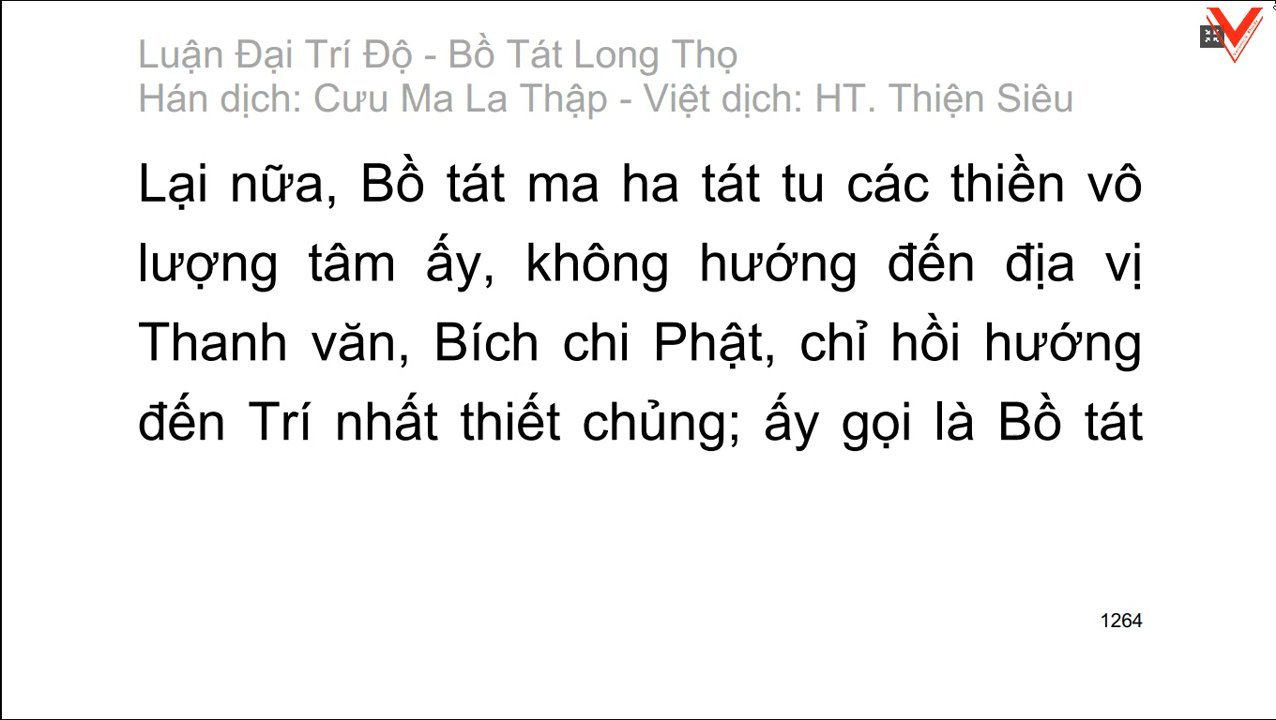 Luận Đại Trí Độ - Bồ Tát Long Thọ
Hán dịch: Cưu Ma La Thập - Việt dịch: HT. Thiện Siêu
Lại nữa, Bồ tát ma ha tát tu các thiền vô
lượng tâm ấy, không hướng đến địa vị
Thanh văn, Bích chi Phật, chỉ hồi hướng
đến Trí nhất thiết chủng; ấy gọi là Bồ tát
1264